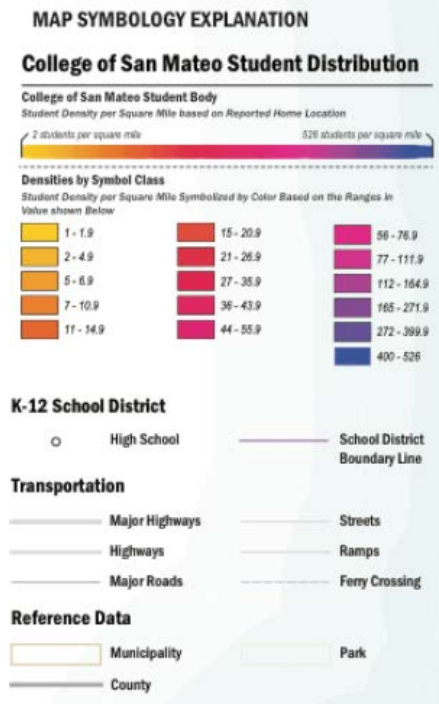 MAP SYMBOLOGY EXPLANATION
College of San Mateo Student Distribution
College of San Mateo Student Body
Student Density per Square Mile based on Reported Home Location
2 students per square mile
526 students per square mile
Densities by Symbol Class
Student Density per Square Mile Symbolized by Color Based on the Ranges in
Value shown Below
1 - 1.9
2 - 4.9
5 - 6.9
7 - 10.9
11 - 14.9
15 - 20.9
21 - 26.9
27 - 35.9
36 - 43.9
44 - 55.9
56 - 76.9
77 - 111.9
112 - 164.9
165 - 271.9
272 - 399.9
400 - 526
K-12 School District
High School
School District
Boundary Line
Transportation
Major Highways
Streets
Highways
Ramps
Major Roads
Ferry Crossing
Reference Data
Municipality
Park
County